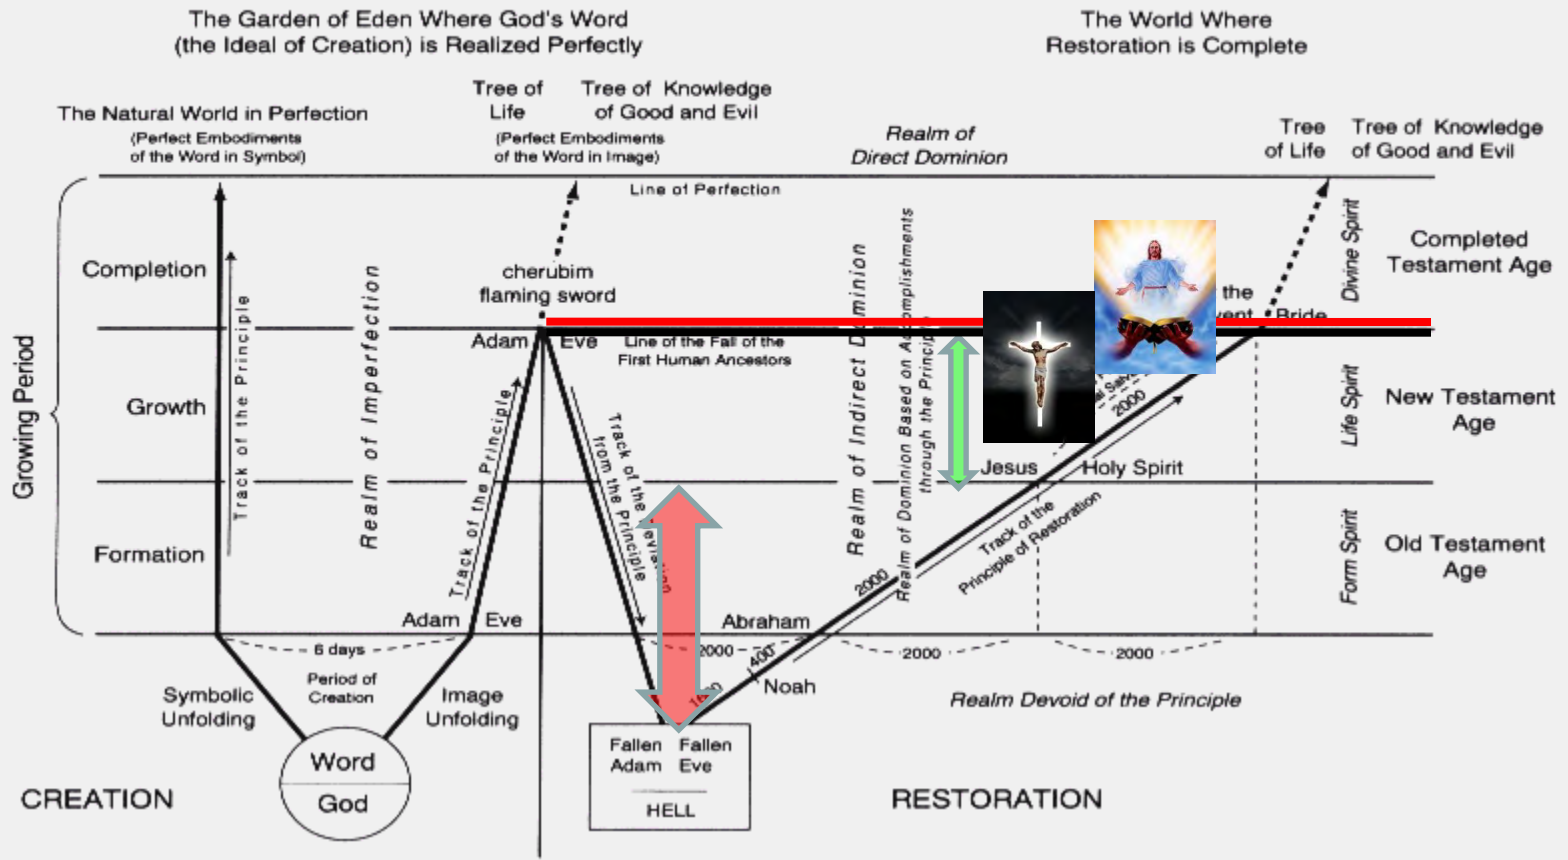 The Garden of Eden Where God's Word
(the Ideal of Creation) is Realized Perfectly
The World Where
Restoration is Complete
The Natural World in Perfection
(Perfect Embodiments
of the Word in Symbol)
Tree of
Life
Tree of Knowledge
of Good and Evil
(Perfect Embodiments
of the Word in Image)
Realm of
Direct Dominion
Tree
of Life
Tree of Knowledge
of Good and Evil
Line of Perfection
Growing Period
Completion
Growth
Formation
Track of the Principle
Realm of Imperfection
cherubim
flaming sword
Adam
Eve
Line of the Fall of the
First Human Ancestors
Track of the Principle
Track of the
from the Principle
Realm of Indirect Dominion
Realm of Dominion Based on Accomplishments
through the Principle
the
Bride
2000
Jesus
Holy Spirit
Track of the
Principle of Restoration
2000
Divine Spirit
Life Spirit
Form Spirit
Completed
Testament Age
New Testament
Age
Old Testament
Age
Adam
Eve
Abraham
6 days
2000
400
Noah
2000
2000
Period of
Creation
Symbolic
Unfolding
Image
Unfolding
Realm Devoid of the Principle
Word
God
Fallen
Adam
Fallen
Eve
HELL
CREATION
RESTORATION